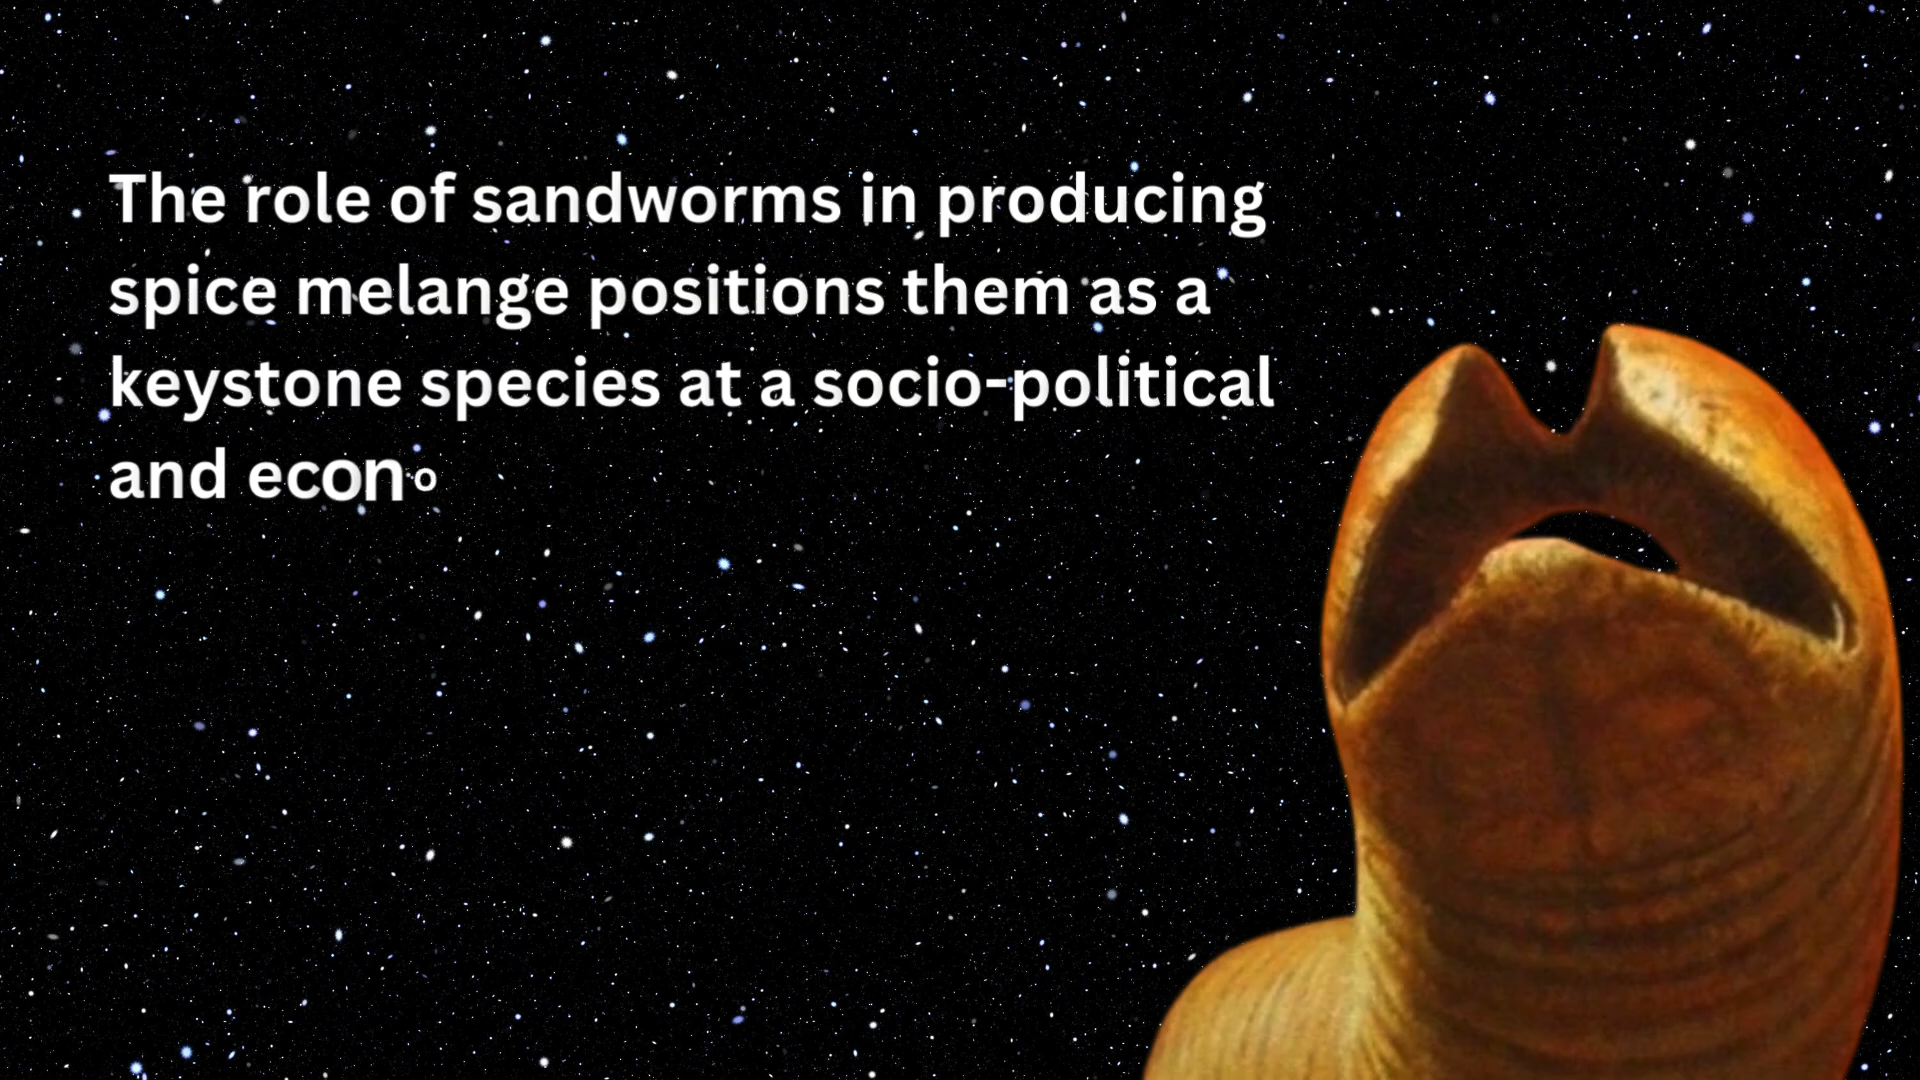 The role of sandworms in producing
spice melange positions them as a
keystone species at a socio-political
and econo